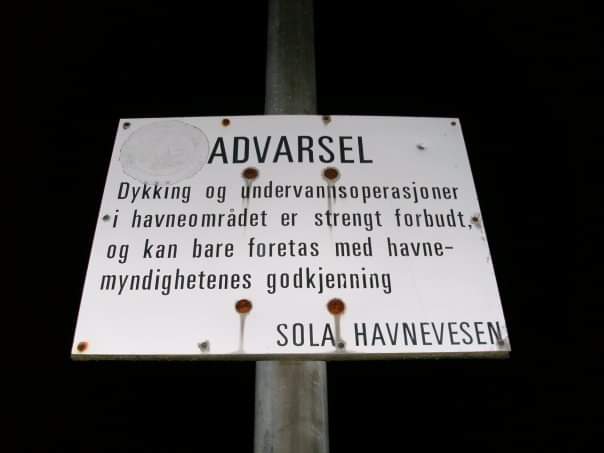 ADVARSEL
Dykking og undervannsoperasjoner
i havneområdet er strengt forbudt,
og kan bare foretas med havne-
myndighetenes godkjenning
SOLA HAVNEVESEN